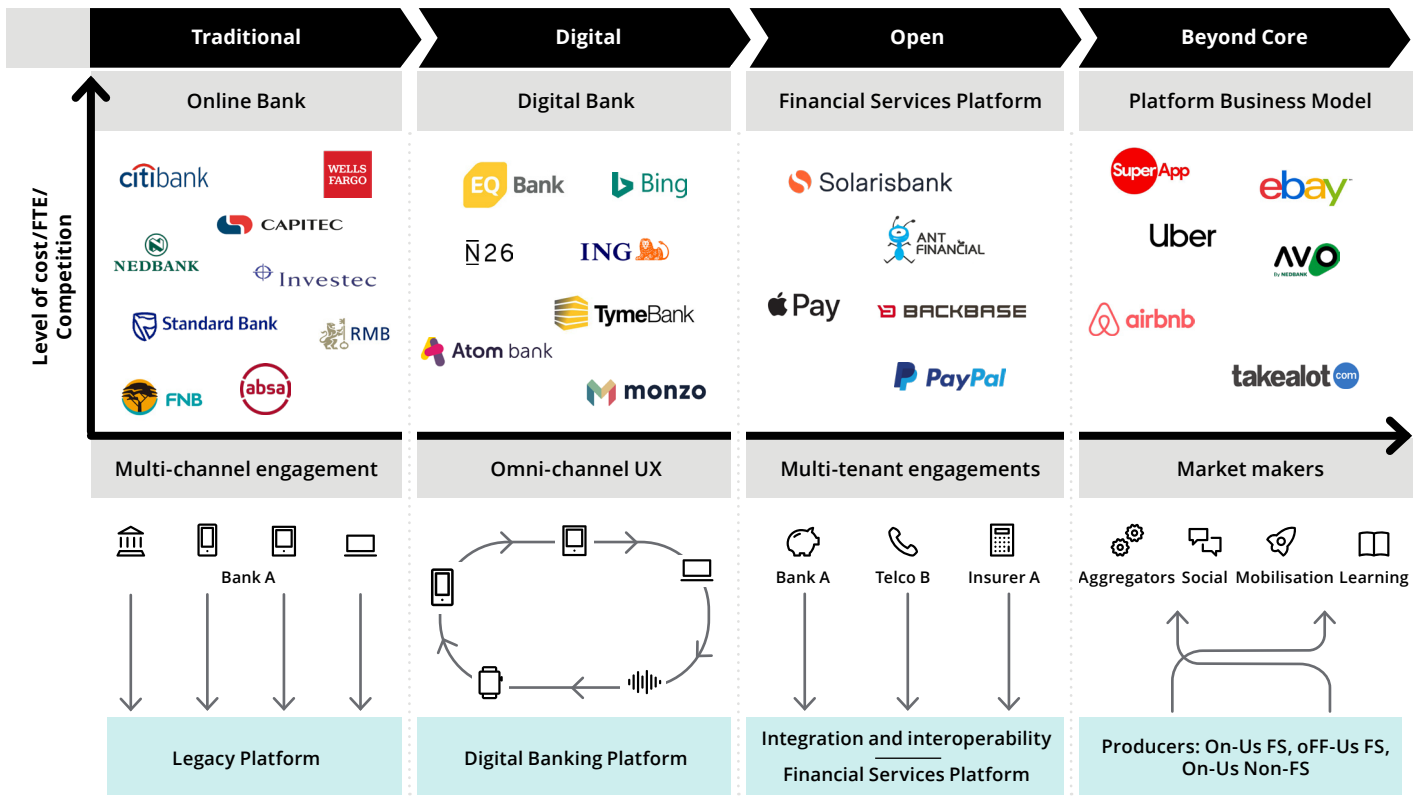 Traditional
Digital
Open
Beyond Core
Online Bank
Digital Bank
Financial Services Platform
Platform Business Model
Level of cost/FTE/
Competition
citibank
WELLS
FARGO
CAPITEC
NEDBANK
Investec
Standard Bank
RMB
FNB
absa
EQ Bank
Bing
N26
ING
TymeBank
Atom bank
monzo
Solarisbank
ANT
FINANCIAL
Pay
BACKBASE
PayPal
SuperApp
ebay
Uber
AVO
By NEDBANK
airbnb
takealot com
Multi-channel engagement
Omni-channel UX
Multi-tenant engagements
Market makers
Bank A
Bank A
Telco B
Insurer A
Aggregators
Social
Mobilisation
Learning
Legacy Platform
Digital Banking Platform
Integration and interoperability
Financial Services Platform
Producers: On-Us FS, oFF-Us FS,
On-Us Non-FS